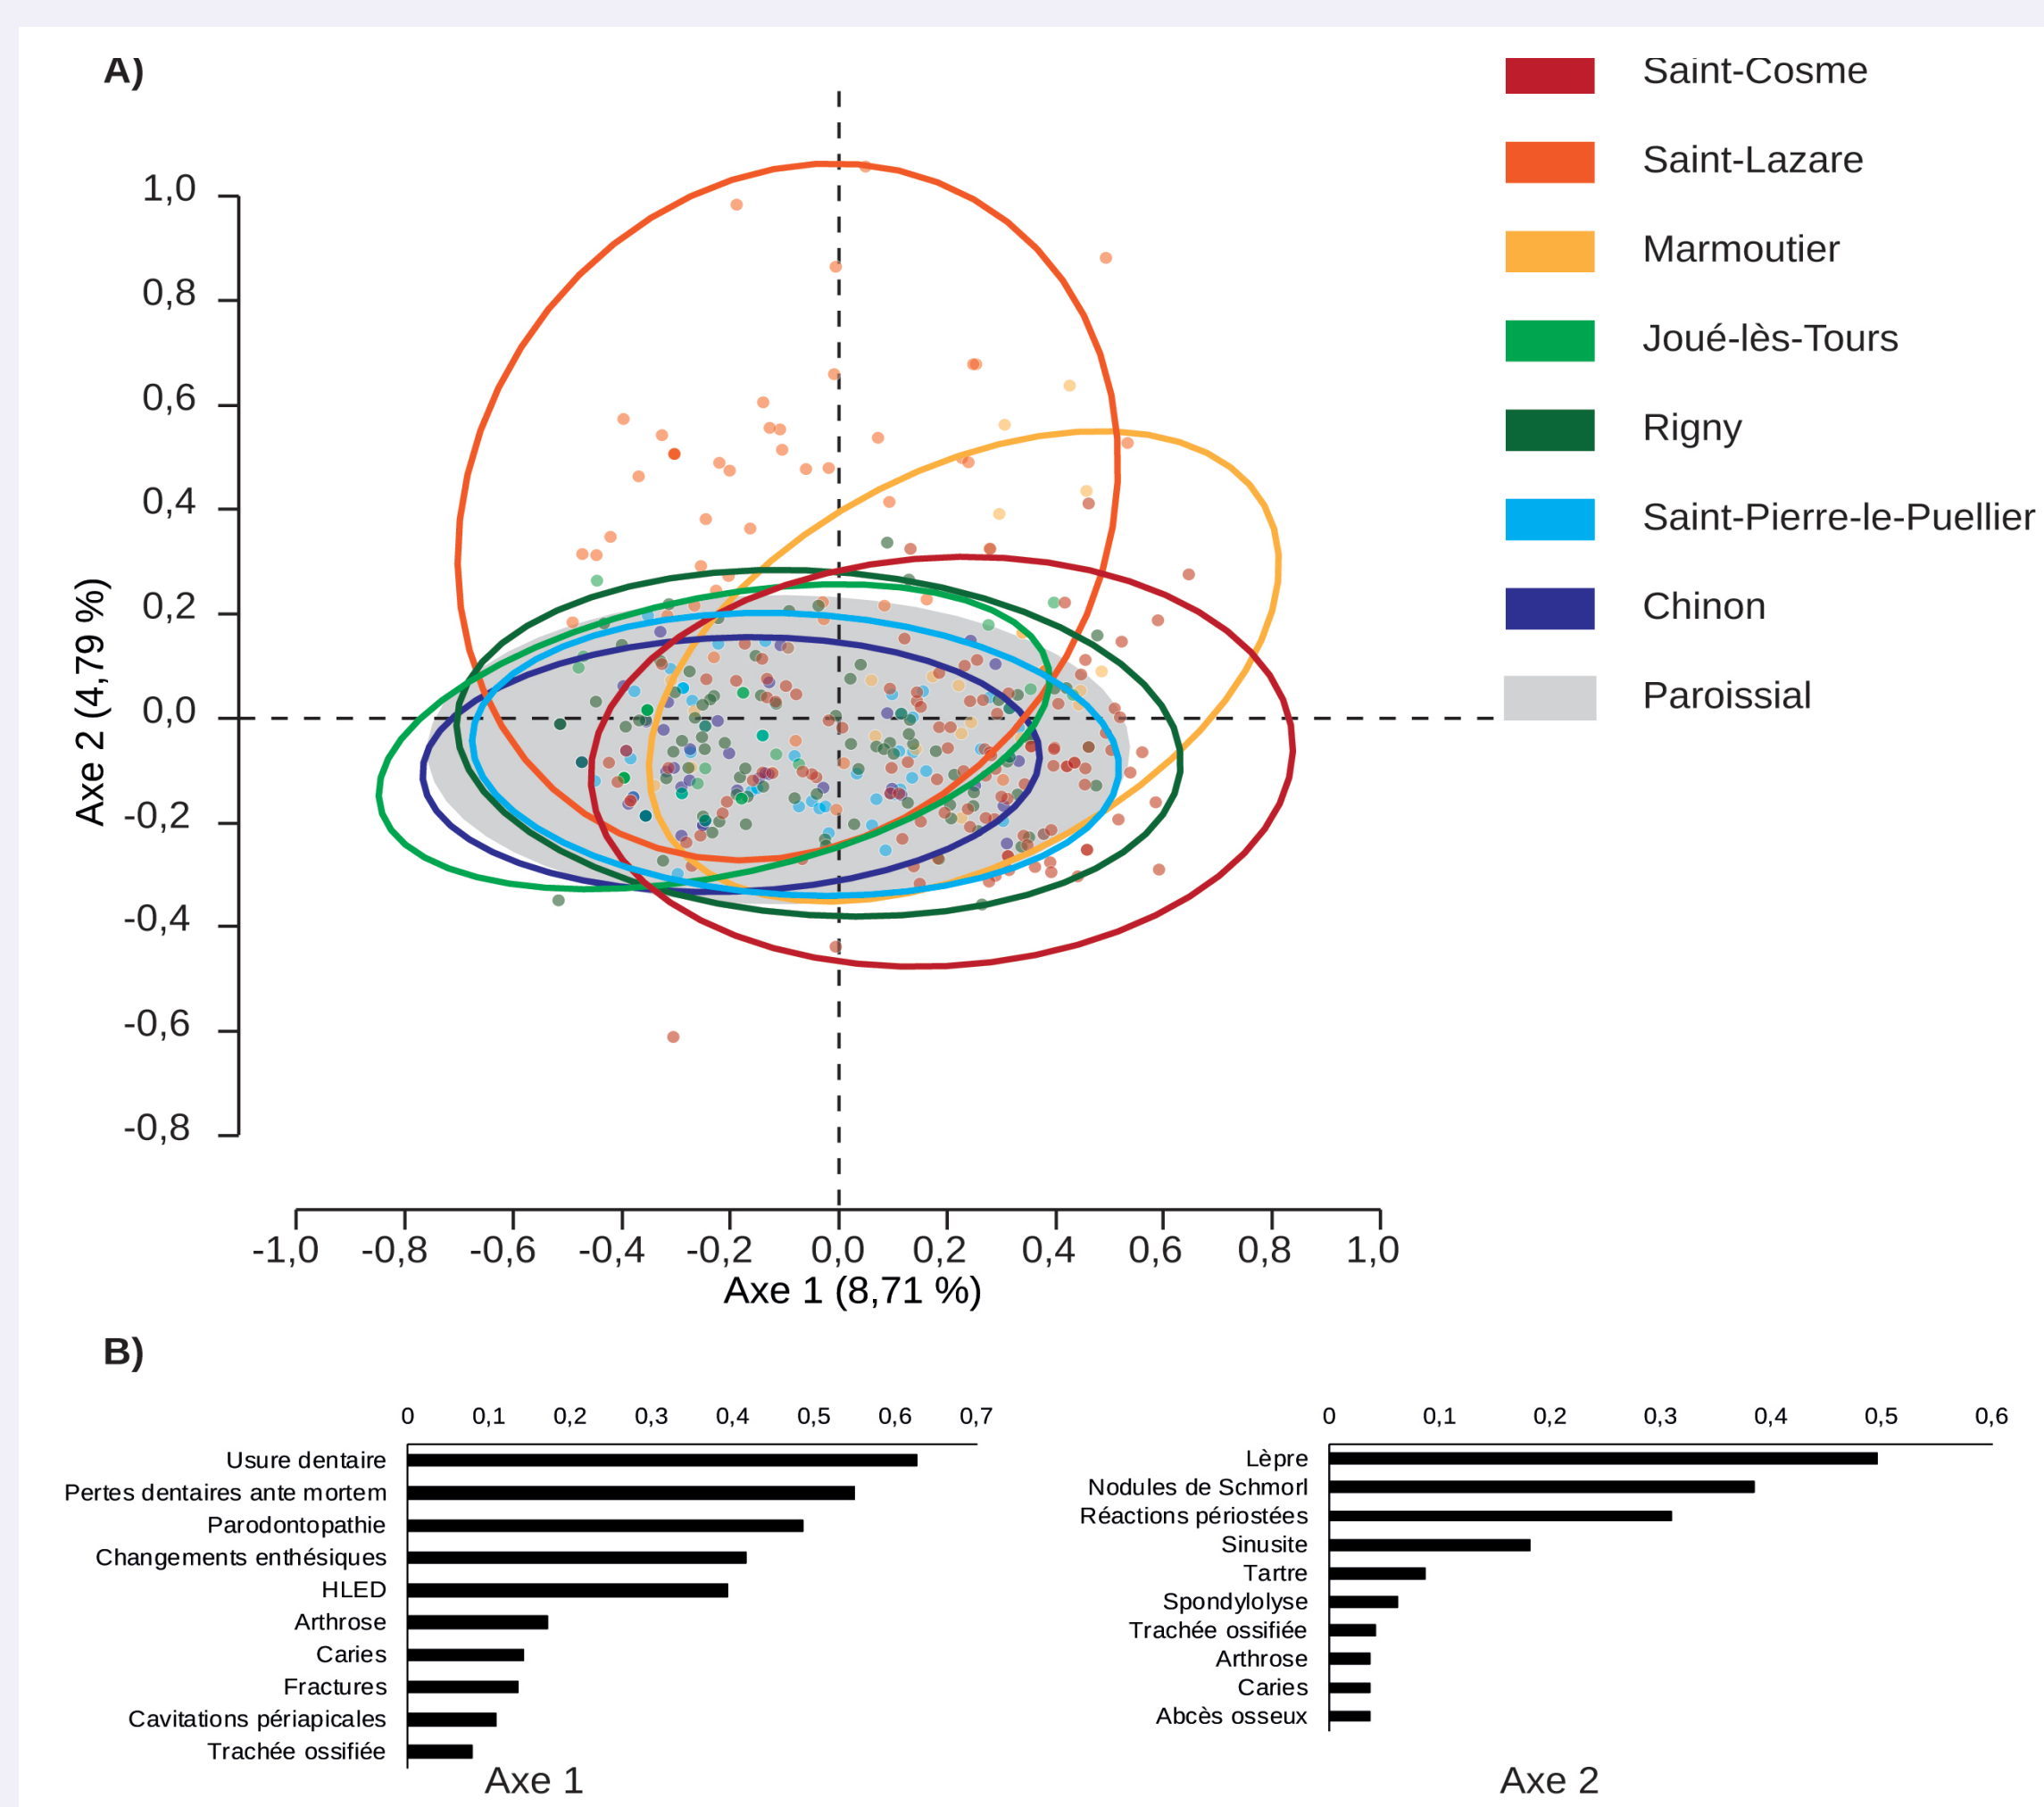 A)
Saint-Cosme
Saint-Lazare
Marmoutier
Joué-lès-Tours
Rigny
Saint-Pierre-le-Puellier
Chinon
Paroissial
1,0
0,8
0,6
0,4
0,2
0,0
-0,2
-0,4
-0,6
-0,8
Axe 2 (4,79 %)
-1,0 -0,8 -0,6 -0,4 -0,2 0,0 0,2 0,4 0,6 0,8 1,0
Axe 1 (8,71 %)
B)
0 0,1 0,2 0,3 0,4 0,5 0,6 0,7
Usure dentaire
Pertes dentaires ante mortem
Parodontopathie
Changements enthésiques
HLED
Arthrose
Caries
Fractures
Cavitations périapicales
Trachée ossifiée
Axe 1
0 0,1 0,2 0,3 0,4 0,5 0,6
Lèpre
Nodules de Schmorl
Réactions périostées
Sinusite
Tartre
Spondylolyse
Trachée ossifiée
Arthrose
Caries
Abcès osseux
Axe 2